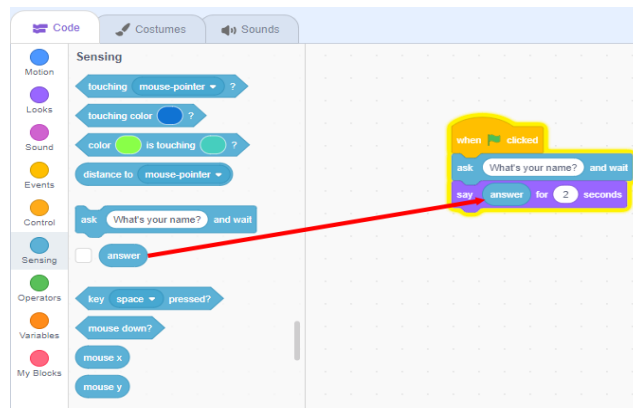 Code
Costumes
Sounds
Motion
Looks
Sound
Events
Control
Sensing
Operators
Variables
My Blocks
Sensing
touching mouse-pointer ?
touching color ?
color is touching ?
distance to mouse-pointer
ask What's your name? and wait
answer
key space pressed?
mouse down?
mouse x
mouse y
when clicked
ask What's your name? and wait
say answer for 2 seconds